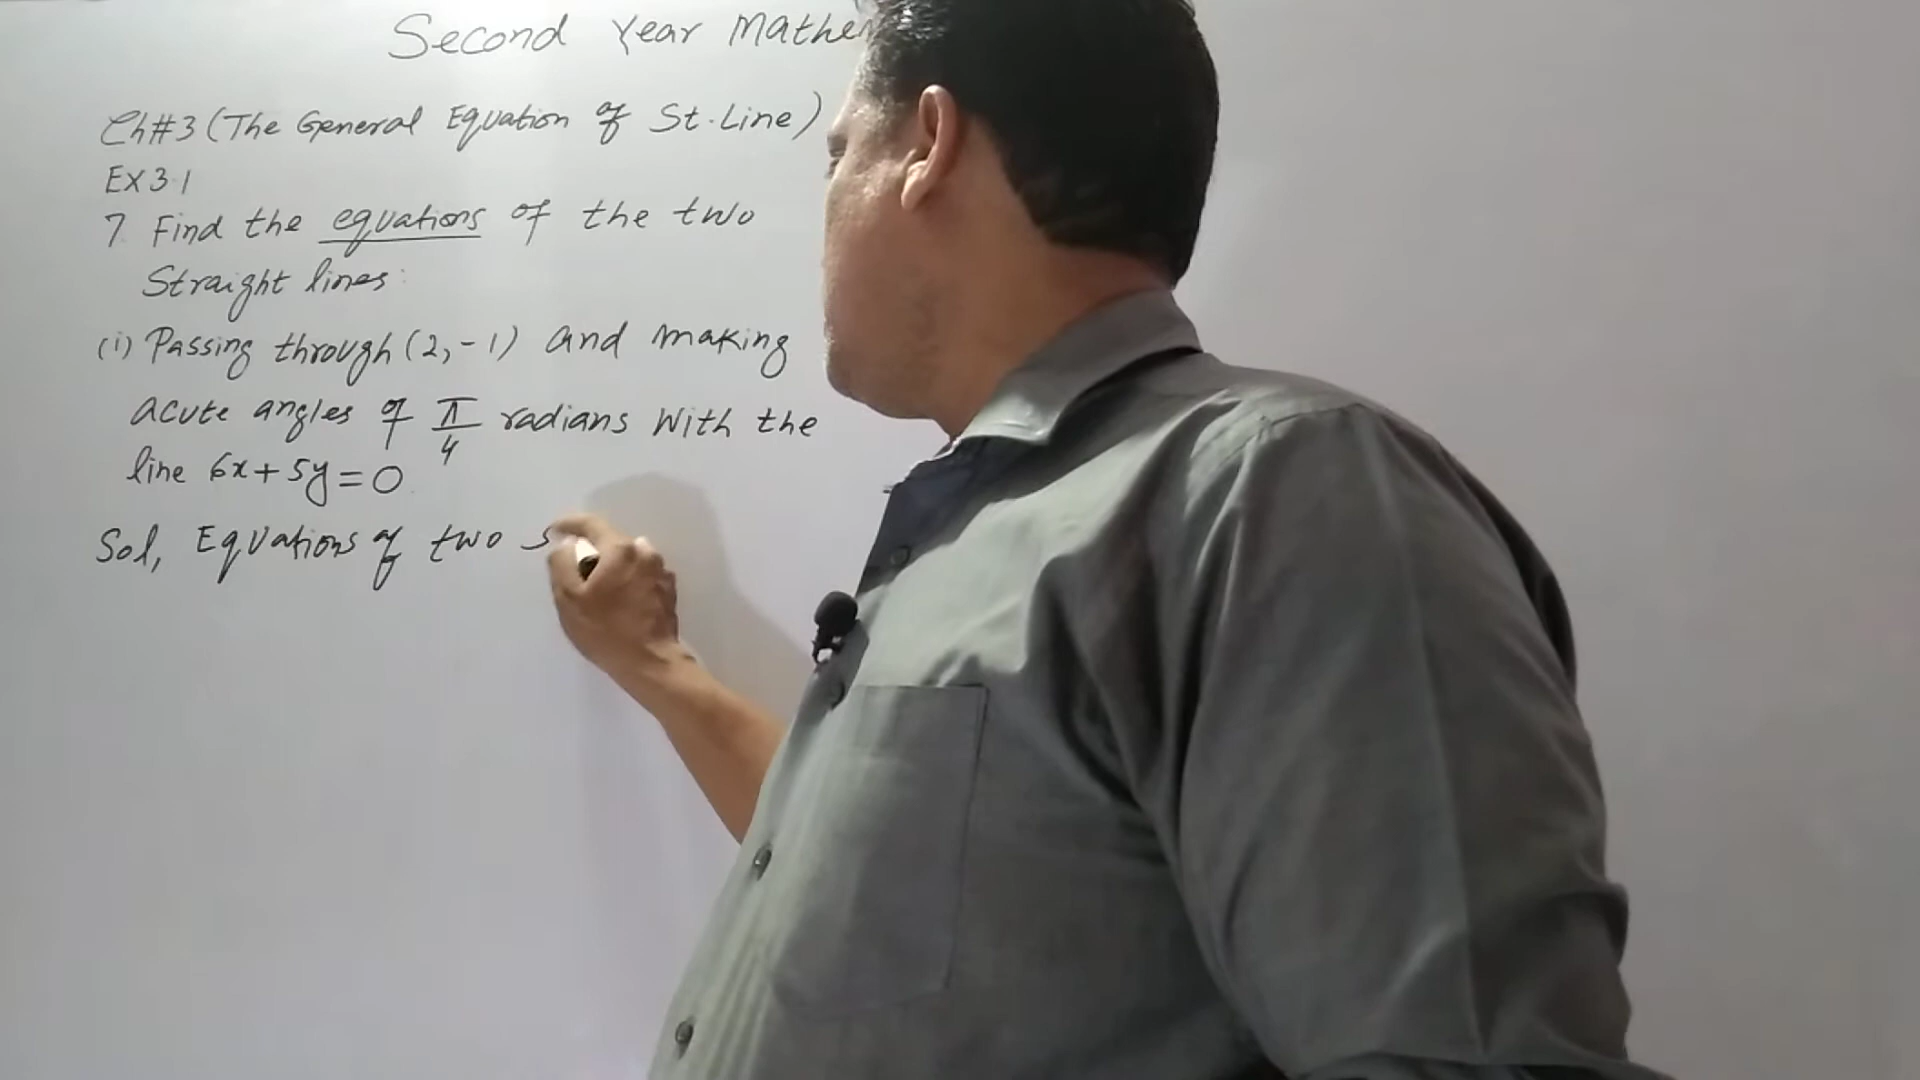 Second Year Mathe
Ch#3 (The General Equation of St. Line)
Ex 3.1
7 Find the equations of the two
Straight lines:
(i) Passing through (2, -1) and making
acute angles of π/4 radians with the
line 6x+5y=0
Sol, Equations of two s